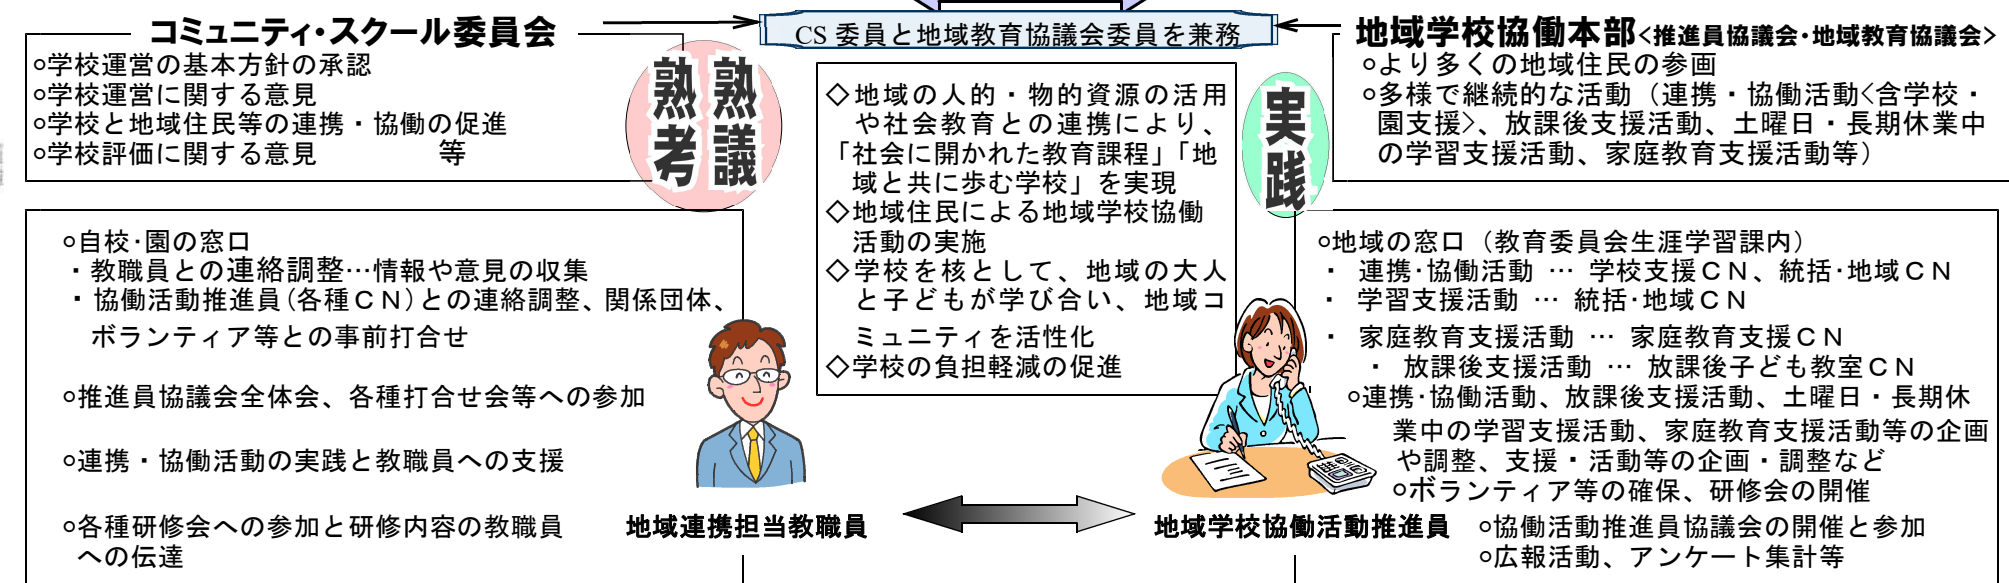 コミュニティ・スクール委員会
○学校運営の基本方針の承認
○学校運営に関する意見
○学校と地域住民等の連携・協働の促進
○学校評価に関する意見 等
熟議
熟考
CS 委員と地域教育協議会委員を兼務
◇地域の人的・物的資源の活用
や社会教育との連携により、
「社会に開かれた教育課程」「地
域と共に歩む学校」を実現
◇地域住民による地域学校協働
活動の実施
◇学校を核として、地域の大人
と子どもが学び合い、地域コ
ミュニティを活性化
◇学校の負担軽減の促進
実践
地域学校協働本部<推進員協議会・地域教育協議会>
○より多くの地域住民の参画
○多様で継続的な活動（連携・協働活動<含学校・
園支援>、放課後支援活動、土曜日・長期休業中
の学習支援活動、家庭教育支援活動等）
○自校・園の窓口
・教職員との連絡調整…情報や意見の収集
・協働活動推進員(各種ＣＮ)との連絡調整、関係団体、
ボランティア等との事前打合せ
○推進員協議会全体会、各種打合せ会等への参加
○連携・協働活動の実践と教職員への支援
○各種研修会への参加と研修内容の教職員
への伝達
地域連携担当教職員
地域学校協働活動推進員
○地域の窓口（教育委員会生涯学習課内）
・ 連携・協働活動 … 学校支援ＣＮ、統括・地域ＣＮ
・ 学習支援活動 … 統括・地域ＣＮ
・ 家庭教育支援活動 … 家庭教育支援ＣＮ
・ 放課後支援活動 … 放課後子ども教室ＣＮ
○連携・協働活動、放課後支援活動、土曜日・長期休
業中の学習支援活動、家庭教育支援活動等の企画
や調整、支援・活動等の企画・調整など
○ボランティア等の確保、研修会の開催
○協働活動推進員協議会の開催と参加
○広報活動、アンケート集計等